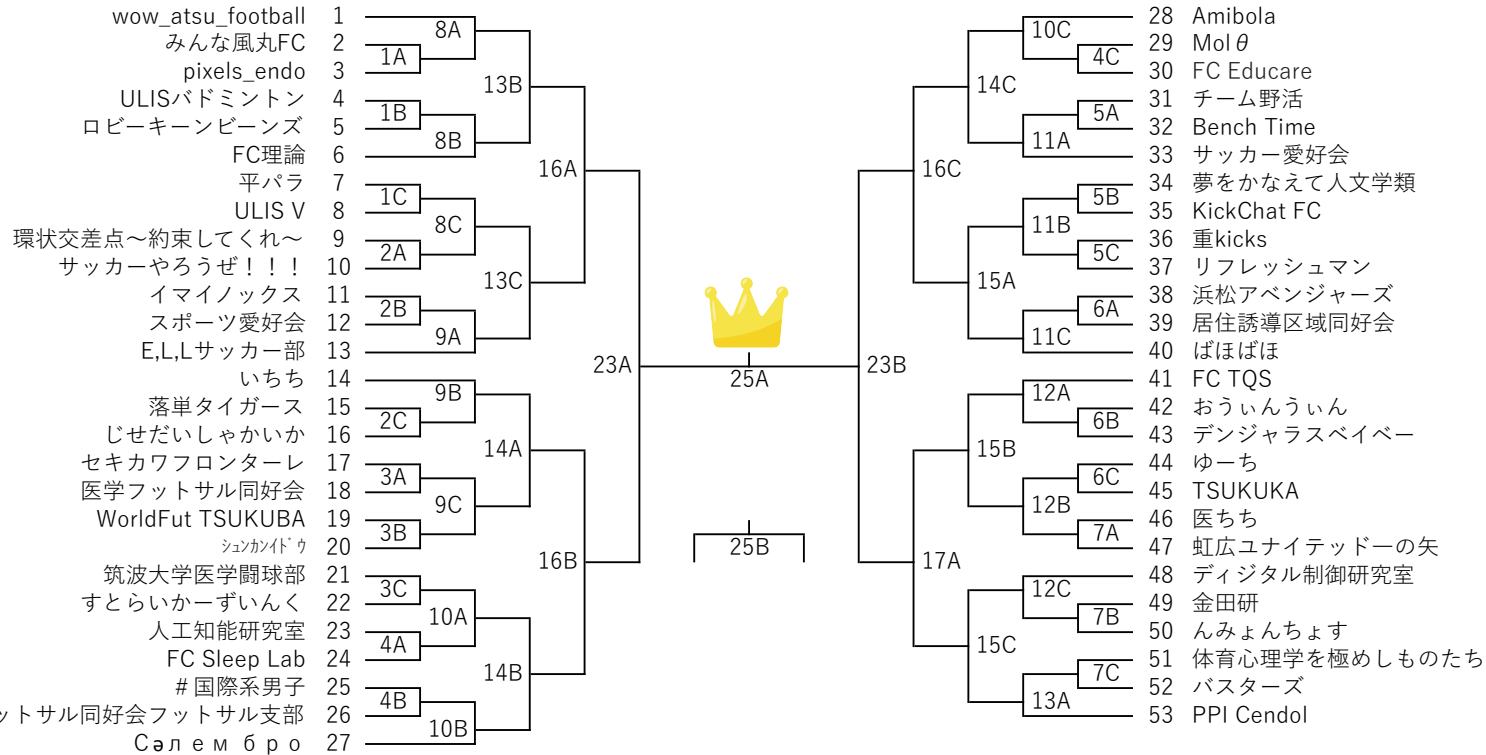 wow_atsu_football 1
みんな風丸FC 2
pixels_endo 3
ULISバドミントン 4
ロビーキーンビーンズ 5
FC理論 6
平パラ 7
ULIS V 8
環状交差点～約束してくれ～ 9
サッカーやろうぜ！！！ 10
イマイノックス 11
スポーツ愛好会 12
E,L,Lサッカー部 13
いちち 14
落単タイガース 15
じせだいしゃかいか 16
セキカワフロンターレ 17
医学フットサル同好会 18
WorldFut TSUKUBA 19
ｼｭﾝｶﾝｲﾄﾞｳ 20
筑波大学医学闘球部 21
すとらいかーずいんく 22
人工知能研究室 23
FC Sleep Lab 24
＃国際系男子 25
ットサル同好会フットサル支部 26
Сәлем бро 27
1A
1B
1C
2A
2B
2C
3A
3B
3C
4A
4B
8A
8B
8C
9A
9B
9C
10A
10B
13B
13C
14A
14B
16A
16B
23A
25A
25B
23B
16C
17A
14C
15A
15B
15C
10C
11A
11B
11C
12A
12B
12C
13A
4C
5A
5B
5C
6A
6B
6C
7A
7B
7C
28 Amibola
29 Molθ
30 FC Educare
31 チーム野活
32 Bench Time
33 サッカー愛好会
34 夢をかなえて人文学類
35 KickChat FC
36 重kicks
37 リフレッシュマン
38 浜松アベンジャーズ
39 居住誘導区域同好会
40 ばほばほ
41 FC TQS
42 おうぃんうぃん
43 デンジャラスベイベー
44 ゆーち
45 TSUKUKA
46 医ちち
47 虹広ユナイテッドーの矢
48 ディジタル制御研究室
49 金田研
50 んみょんちょす
51 体育心理学を極めしものたち
52 バスターズ
53 PPI Cendol